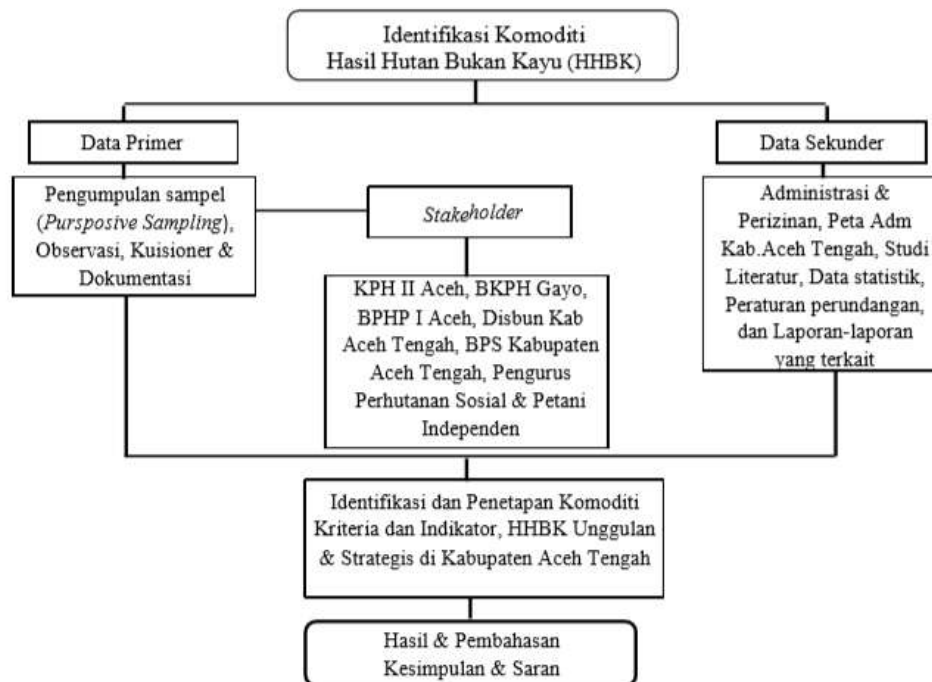 Identifikasi Komoditi
Hasil Hutan Bukan Kayu (HHBK)
Data Primer
Data Sekunder
Pengumpulan sampel
(Pursposive Sampling),
Observasi, Kuisioner &
Dokumentasi
Stakeholder
Administrasi &
Perizinan, Peta Adm
Kab.Aceh Tengah, Studi
Literatur, Data statistik,
Peraturan perundangan,
dan Laporan-laporan
yang terkait
KPH II Aceh, BKPH Gayo,
BPHP I Aceh, Disbun Kab
Aceh Tengah, BPS Kabupaten
Aceh Tengah, Pengurus
Perhutanan Sosial & Petani
Independen
Identifikasi dan Penetapan Komoditi
Kriteria dan Indikator, HHBK Unggulan
& Strategis di Kabupaten Aceh Tengah
Hasil & Pembahasan
Kesimpulan & Saran